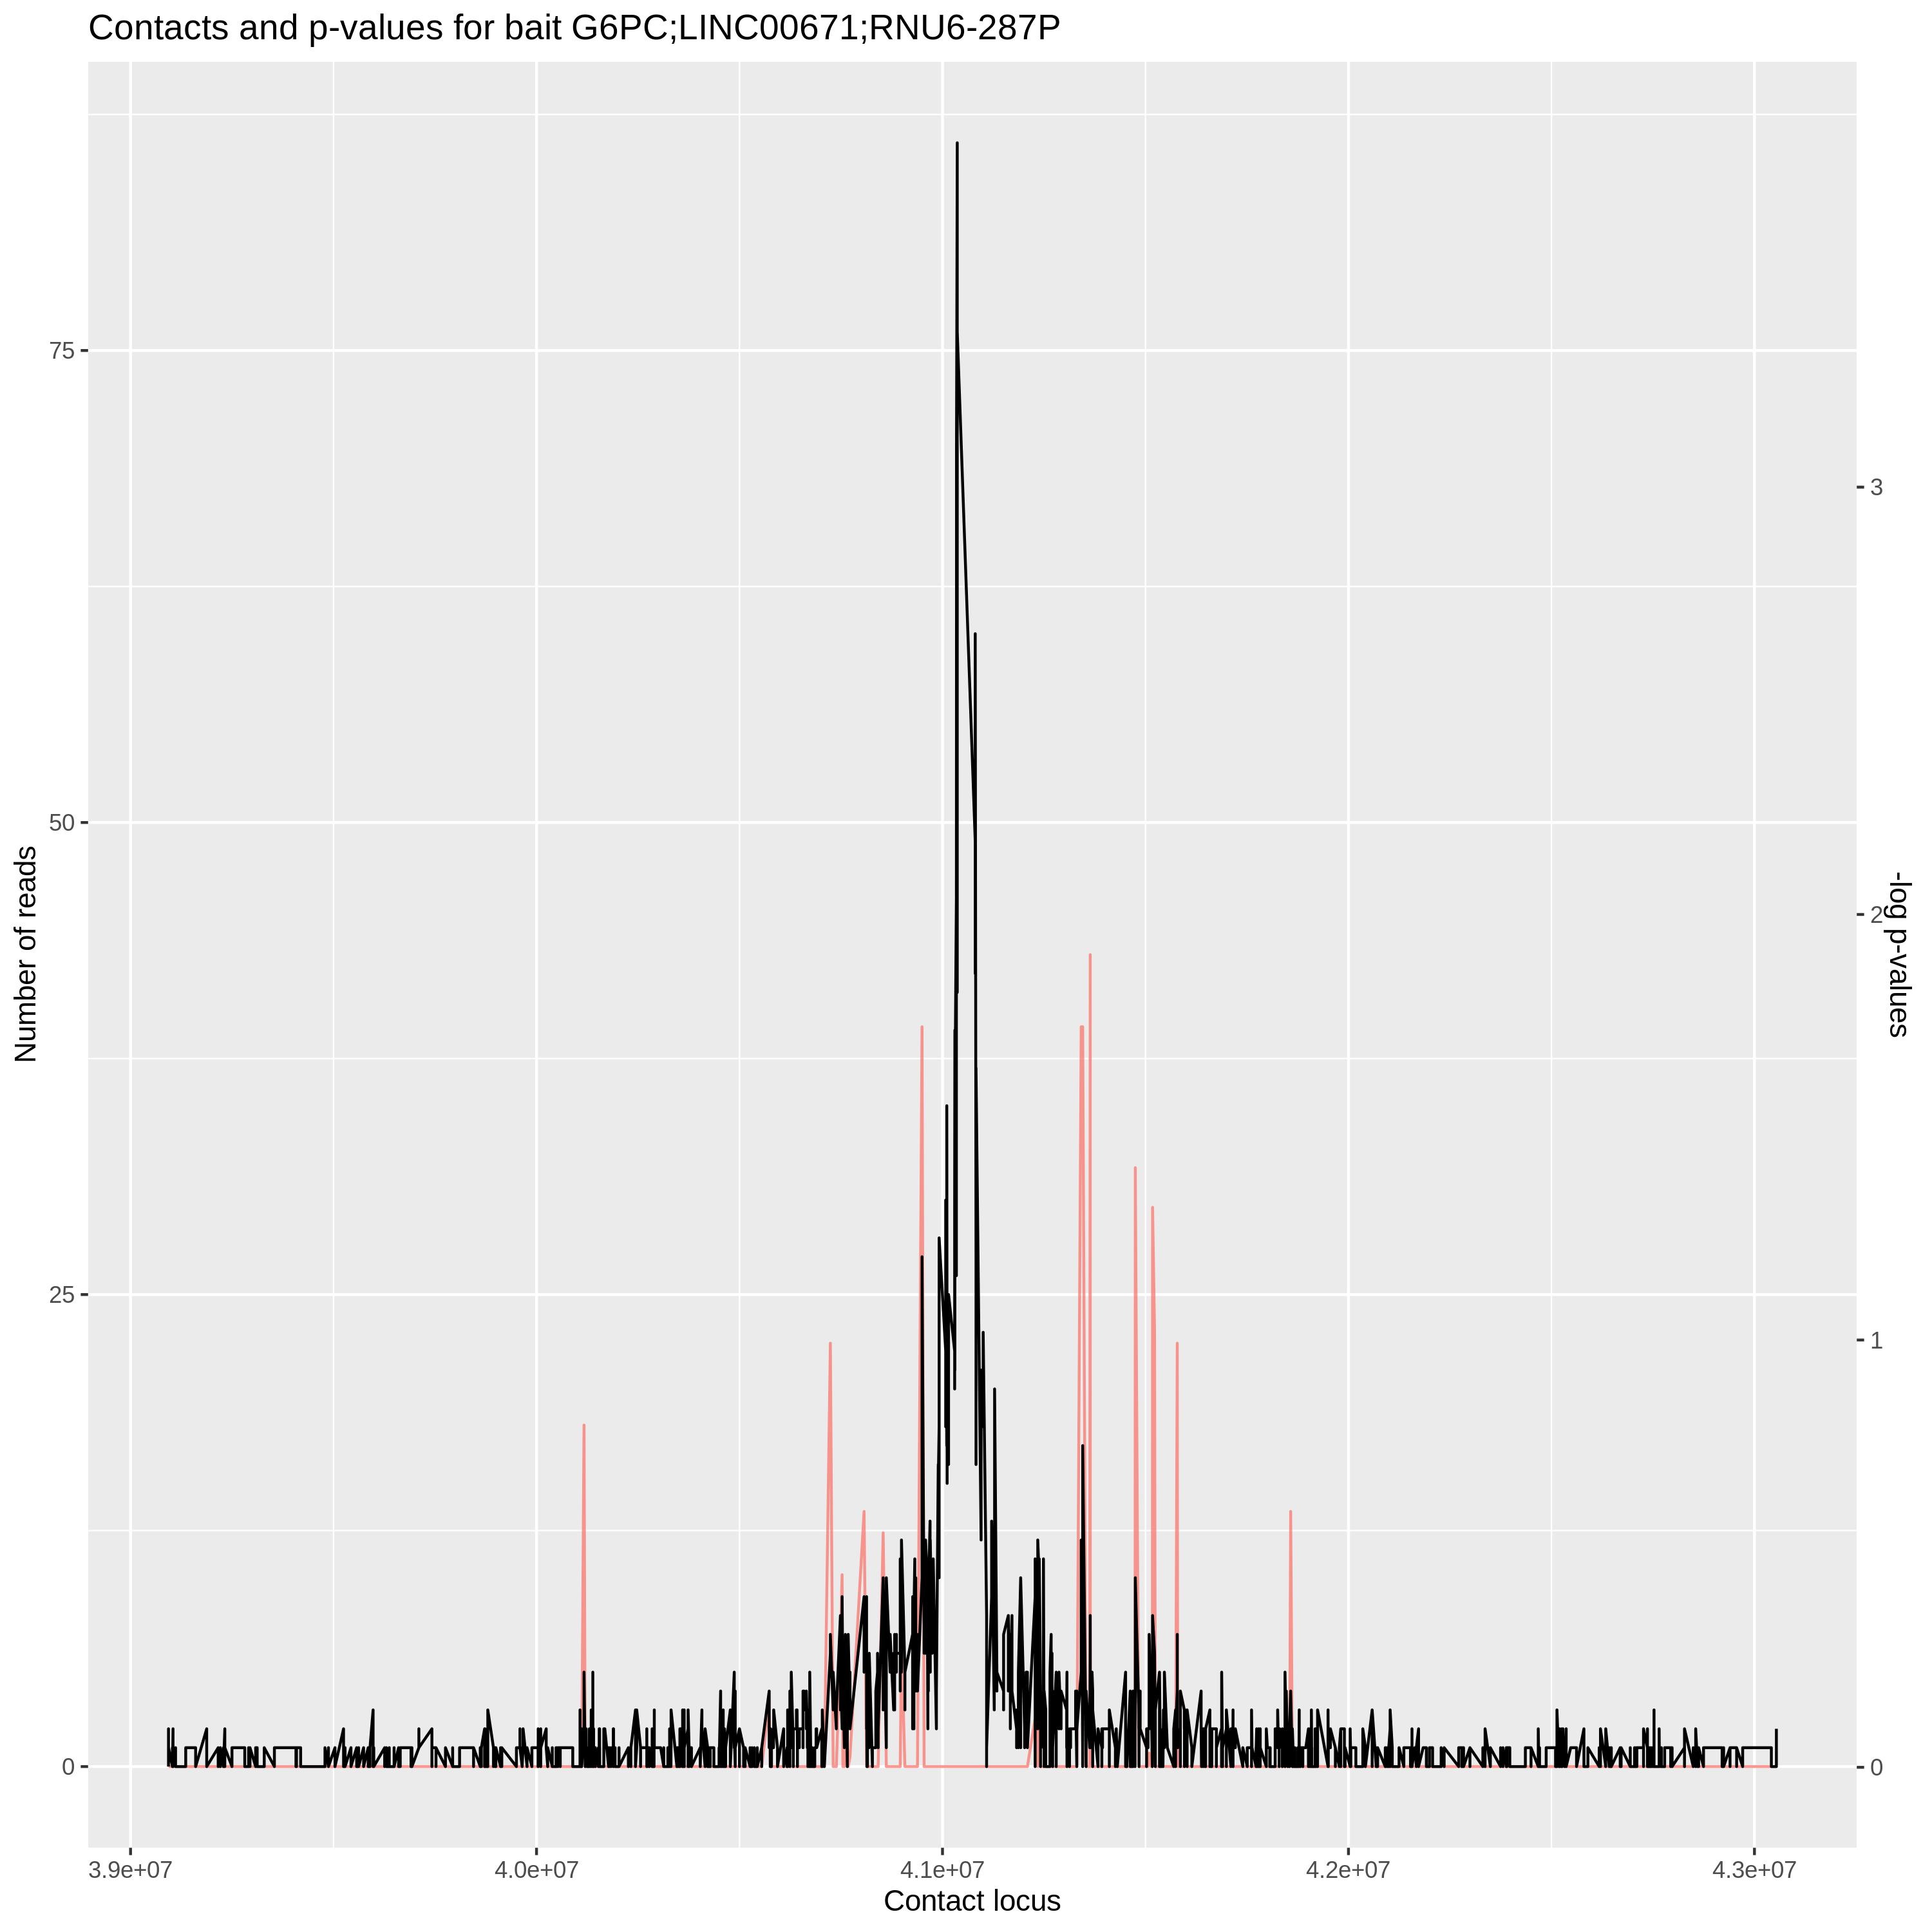 Contacts and p-values for bait G6PC;LINC00671;RNU6-287P
75
50
25
0
Number of reads
3
2
1
0
-log p-values
3.9e+07
4.0e+07
4.1e+07
4.2e+07
4.3e+07
Contact locus